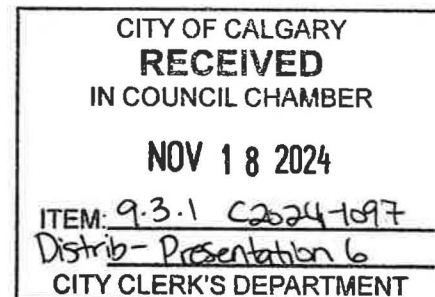 CITY OF CALGARY
RECEIVED
IN COUNCIL CHAMBER
NOV 18 2024
ITEM: 9.3.1 C2024-1097
Distrib- Presentation 6
CITY CLERK'S DEPARTMENT